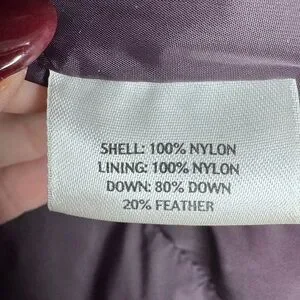 SHELL: 100% NYLON
LINING: 100% NYLON
DOWN: 80% DOWN
20% FEATHER